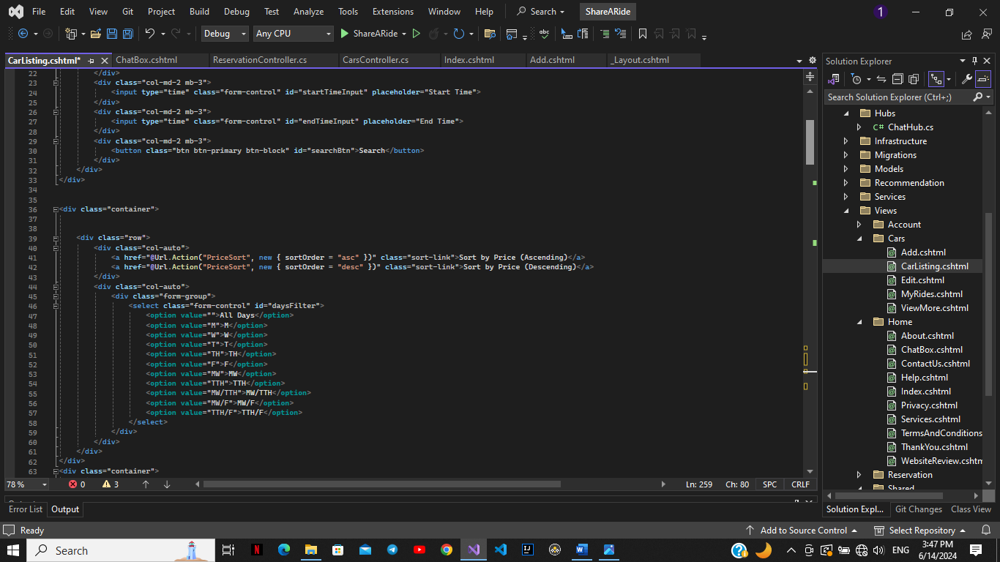 File Edit View Git Project Build Debug Test Analyze Tools Extensions Window Help Search ShareARide 1
Debug Any CPU ShareARide
CarListing.cshtml* ChatBox.cshtml ReservationController.cs CarsController.cs Index.cshtml Add.cshtml _Layout.cshtml
22 </div>
23 <div class="col-md-2 mb-3">
24 <input type="time" class="form-control" id="startTimeInput" placeholder="Start Time">
25 </div>
26 <div class="col-md-2 mb-3">
27 <input type="time" class="form-control" id="endTimeInput" placeholder="End Time">
28 </div>
29 <div class="col-md-2 mb-3">
30 <button class="btn btn-primary btn-block" id="searchBtn">Search</button>
31 </div>
32 </div>
33 </div>
34
35
36 <div class="container">
37
38
39 <div class="row">
40 <div class="col-auto">
41 <a href="@Url.Action("PriceSort", new { sortOrder = "asc" })" class="sort-link">Sort by Price (Ascending)</a>
42 <a href="@Url.Action("PriceSort", new { sortOrder = "desc" })" class="sort-link">Sort by Price (Descending)</a>
43 </div>
44 <div class="col-auto">
45 <div class="form-group">
46 <select class="form-control" id="daysFilter">
47 <option value="">All Days</option>
48 <option value="M">M</option>
49 <option value="W">W</option>
50 <option value="T">T</option>
51 <option value="TH">TH</option>
52 <option value="F">F</option>
53 <option value="MW">MW</option>
54 <option value="TTH">TTH</option>
55 <option value="MW/TTH">MW/TTH</option>
56 <option value="MW/F">MW/F</option>
57 <option value="TTH/F">TTH/F</option>
58 </select>
59 </div>
60 </div>
61 </div>
62 </div>
63 <div class="container">
78 % 0 3 Ln: 259 Ch: 80 SPC CRLF
Error List Output
Solution Explorer
Search Solution Explorer (Ctrl+;)
Hubs
C# ChatHub.cs
Infrastructure
Migrations
Models
Recommendation
Services
Views
Account
Cars
Add.cshtml
CarListing.cshtml
Edit.cshtml
MyRides.cshtml
ViewMore.cshtml
Home
About.cshtml
ChatBox.cshtml
ContactUs.cshtml
Help.cshtml
Index.cshtml
Privacy.cshtml
Services.cshtml
TermsAndConditions
ThankYou.cshtml
WebsiteReview.cshtm
Reservation
Shared
Solution Expl... Git Changes Class View
Ready Add to Source Control Select Repository
Search ENG 3:47 PM
6/14/2024